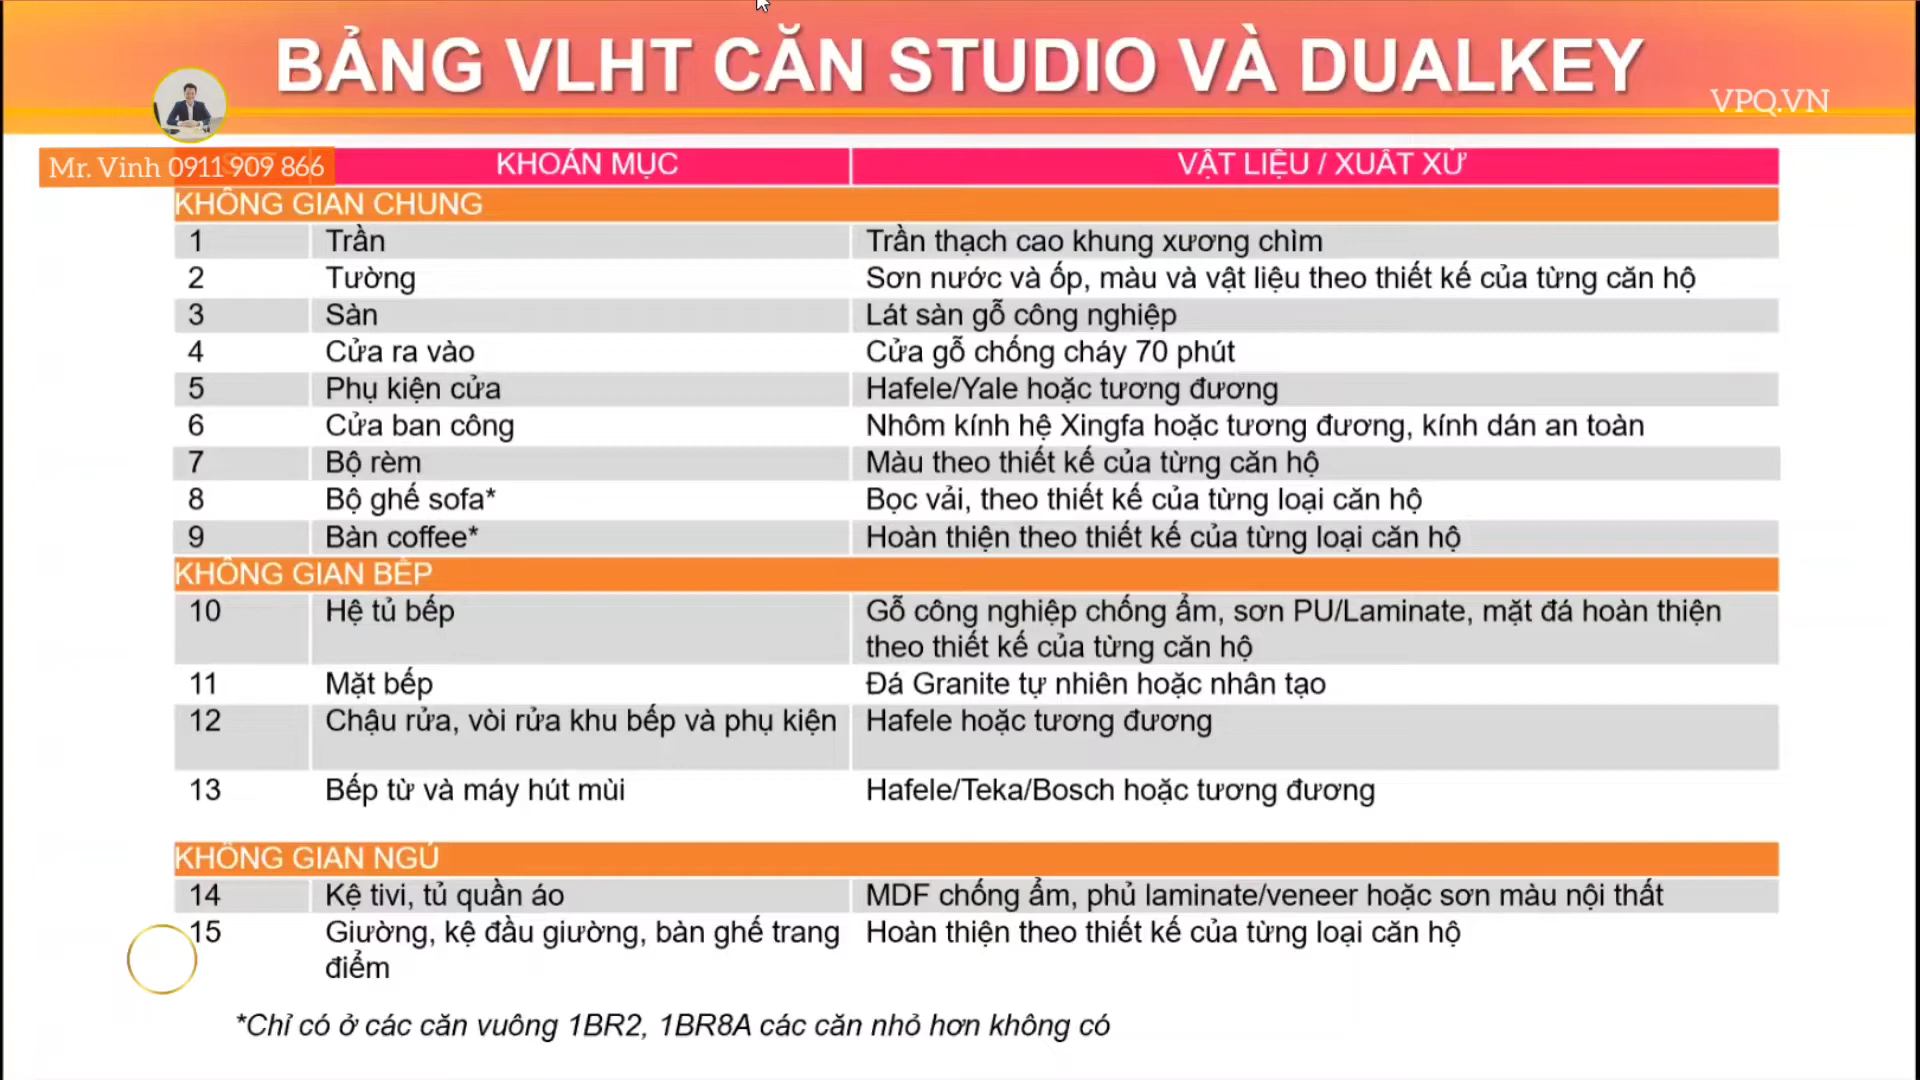 BẢNG VLHT CĂN STUDIO VÀ DUALKEY
VPQ.VN
Mr. Vinh 0911 909 866
KHOẢN MỤC
VẬT LIỆU / XUẤT XỨ
KHÔNG GIAN CHUNG
1 Trần Trần thạch cao khung xương chìm
2 Tường Sơn nước và ốp, màu và vật liệu theo thiết kế của từng căn hộ
3 Sàn Lát sàn gỗ công nghiệp
4 Cửa ra vào Cửa gỗ chống cháy 70 phút
5 Phụ kiện cửa Hafele/Yale hoặc tương đương
6 Cửa ban công Nhôm kính hệ Xingfa hoặc tương đương, kính dán an toàn
7 Bộ rèm Màu theo thiết kế của từng căn hộ
8 Bộ ghế sofa* Bọc vải, theo thiết kế của từng loại căn hộ
9 Bàn coffee* Hoàn thiện theo thiết kế của từng loại căn hộ
KHÔNG GIAN BẾP
10 Hệ tủ bếp Gỗ công nghiệp chống ẩm, sơn PU/Laminate, mặt đá hoàn thiện
theo thiết kế của từng căn hộ
11 Mặt bếp Đá Granite tự nhiên hoặc nhân tạo
12 Chậu rửa, vòi rửa khu bếp và phụ kiện Hafele hoặc tương đương
13 Bếp từ và máy hút mùi Hafele/Teka/Bosch hoặc tương đương
KHÔNG GIAN NGỦ
14 Kệ tivi, tủ quần áo MDF chống ẩm, phủ laminate/veneer hoặc sơn màu nội thất
15 Giường, kệ đầu giường, bàn ghế trang Hoàn thiện theo thiết kế của từng loại căn hộ
điểm
*Chỉ có ở các căn vuông 1BR2, 1BR8A các căn nhỏ hơn không có